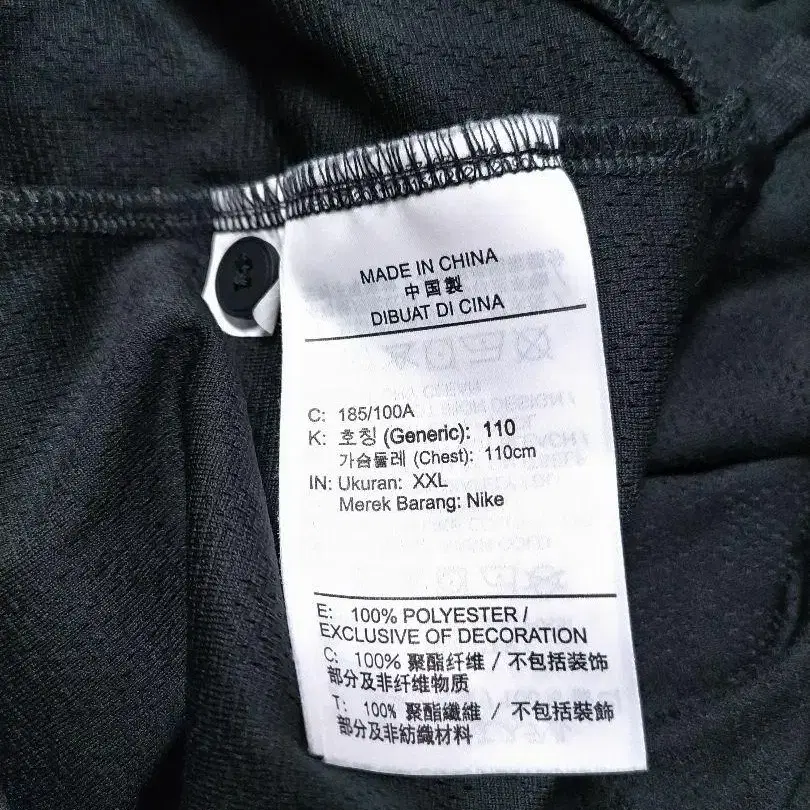 MADE IN CHINA
中国製
DIBUAT DI CINA
C: 185/100A
K: 호칭 (Generic): 110
가슴둘레 (Chest): 110cm
IN: Ukuran: XXL
Merek Barang: Nike
E: 100% POLYESTER /
EXCLUSIVE OF DECORATION
C: 100% 聚酯纤维 / 不包括装饰
部分及非纤维物质
T: 100% 聚酯纖維 / 不包括裝飾
部分及非紡織材料